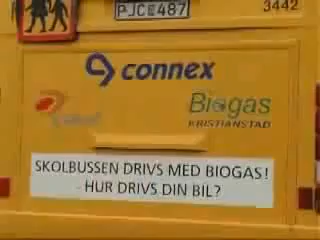 PJC 487
3442
connex
Biogas
KRISTIANSTAD
SKOLBUSSEN DRIVS MED BIOGAS!
- HUR DRIVS DIN BIL?